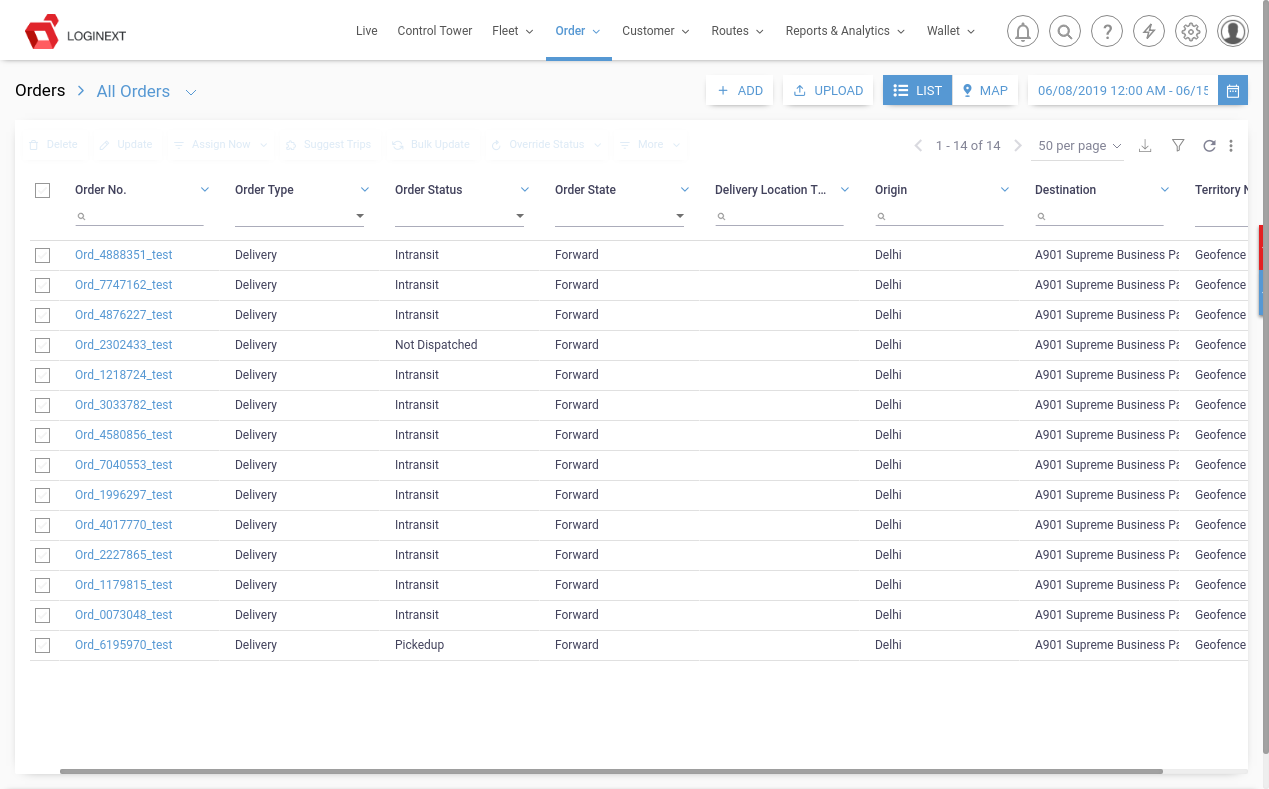 LOGINEXT Live Control Tower Fleet Order Customer Routes Reports & Analytics Wallet
Orders > All Orders + ADD UPLOAD LIST MAP 06/08/2019 12:00 AM - 06/15
Delete Update Assign Now Suggest Trips Bulk Update Override Status More 1 - 14 of 14 50 per page
Order No. Order Type Order Status Order State Delivery Location T... Origin Destination Territory N
Ord_4888351_test Delivery Intransit Forward Delhi A901 Supreme Business Pa Geofence
Ord_7747162_test Delivery Intransit Forward Delhi A901 Supreme Business Pa Geofence
Ord_4876227_test Delivery Intransit Forward Delhi A901 Supreme Business Pa Geofence
Ord_2302433_test Delivery Not Dispatched Forward Delhi A901 Supreme Business Pa Geofence
Ord_1218724_test Delivery Intransit Forward Delhi A901 Supreme Business Pa Geofence
Ord_3033782_test Delivery Intransit Forward Delhi A901 Supreme Business Pa Geofence
Ord_4580856_test Delivery Intransit Forward Delhi A901 Supreme Business Pa Geofence
Ord_7040553_test Delivery Intransit Forward Delhi A901 Supreme Business Pa Geofence
Ord_1996297_test Delivery Intransit Forward Delhi A901 Supreme Business Pa Geofence
Ord_4017770_test Delivery Intransit Forward Delhi A901 Supreme Business Pa Geofence
Ord_2227865_test Delivery Intransit Forward Delhi A901 Supreme Business Pa Geofence
Ord_1179815_test Delivery Intransit Forward Delhi A901 Supreme Business Pa Geofence
Ord_0073048_test Delivery Intransit Forward Delhi A901 Supreme Business Pa Geofence
Ord_6195970_test Delivery Pickedup Forward Delhi A901 Supreme Business Pa Geofence